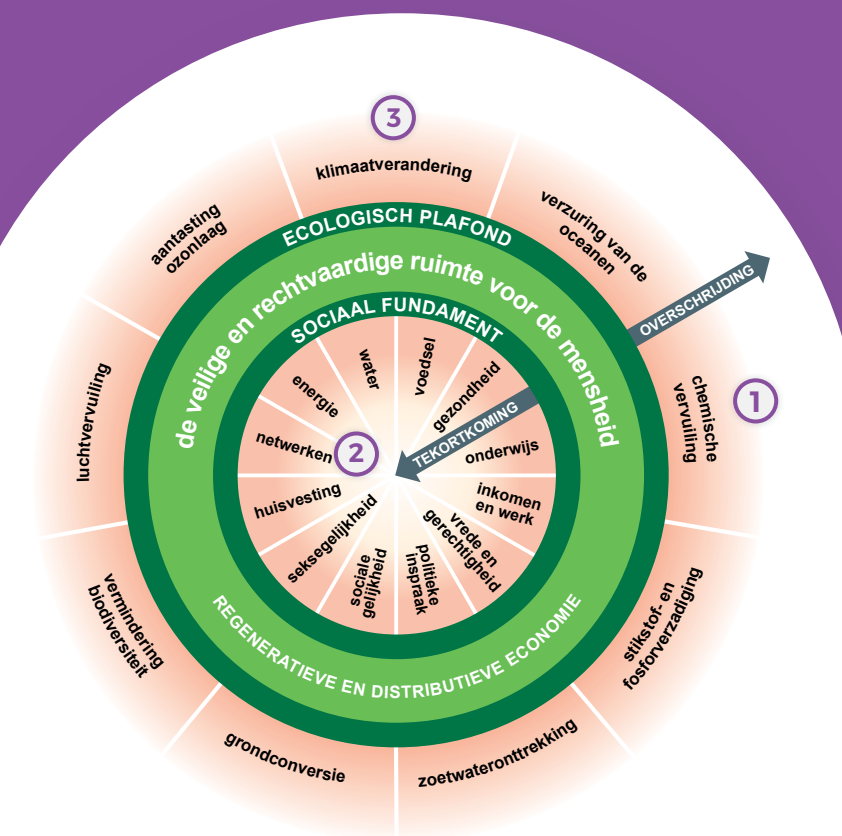 3
klimaatverandering
verzuring van de
oceanen
OVERSCHRIJDING
1
chemische
vervuiling
stikstof- en
fosforverzadiging
zoetwateronttrekking
grondconversie
vermindering
biodiversiteit
luchtvervuiling
aantasting
ozonlaag
ECOLOGISCH PLAFOND
de veilige en rechtvaardige ruimte voor de mensheid
SOCIAAL FUNDAMENT
voedsel
gezondheid
TEKORTKOMING
onderwijs
inkomen
en werk
vrede en
gerechtigheid
politieke
inspraak
sociale
gelijkheid
seksegelijkheid
huisvesting
netwerken
2
energie
water
REGENERATIEVE EN DISTRIBUTIEVE ECONOMIE